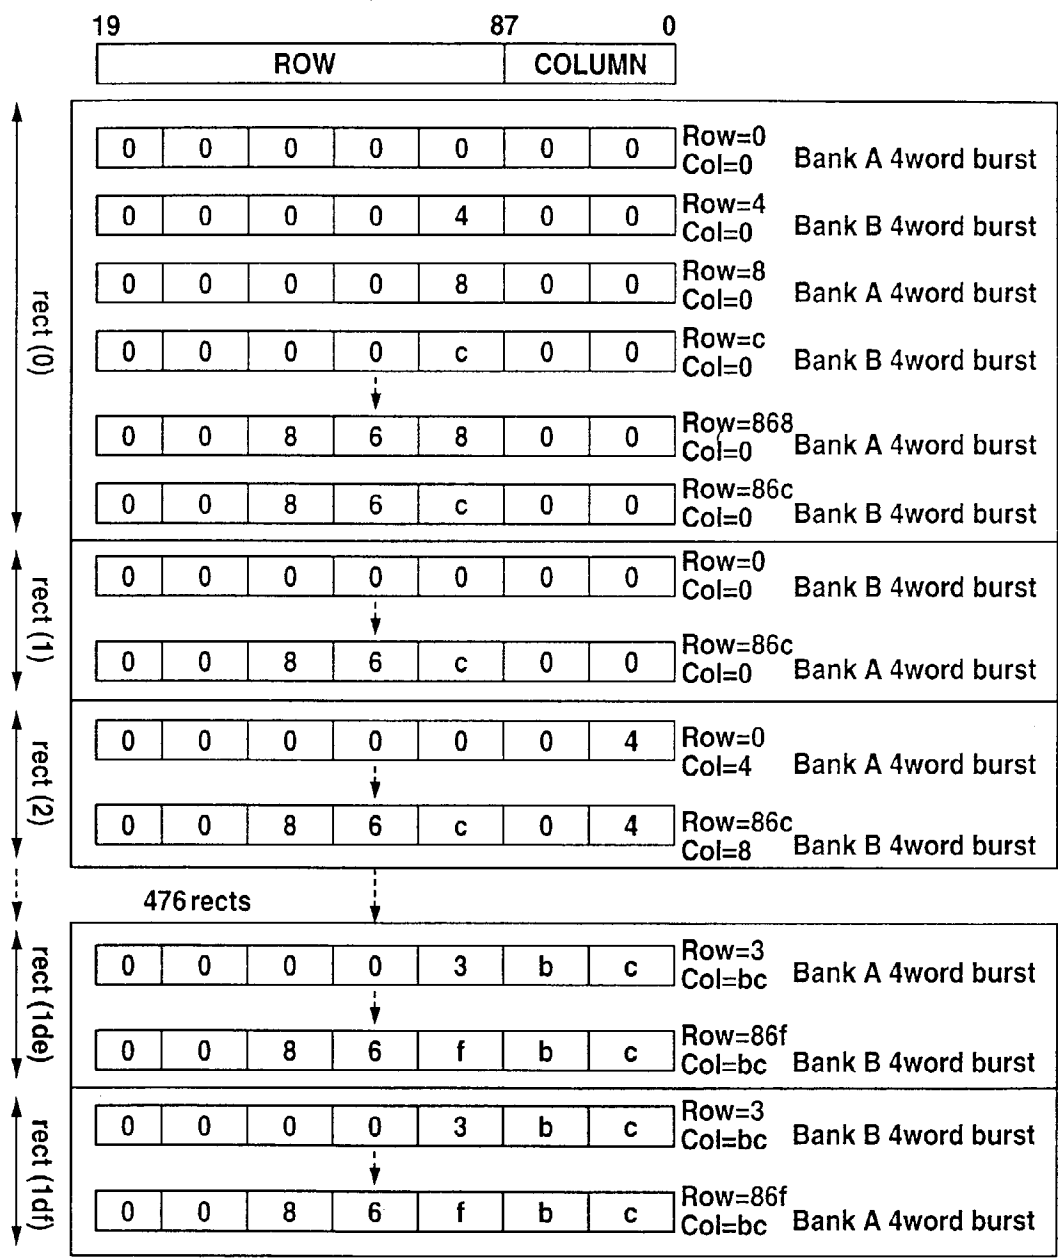 19 87 0
ROW COLUMN
rect (0)
0 0 0 0 0 0 0 Row=0 Col=0 Bank A 4word burst
0 0 0 0 4 0 0 Row=4 Col=0 Bank B 4word burst
0 0 0 0 8 0 0 Row=8 Col=0 Bank A 4word burst
0 0 0 0 c 0 0 Row=c Col=0 Bank B 4word burst
0 0 8 6 8 0 0 Row=868 Col=0 Bank A 4word burst
0 0 8 6 c 0 0 Row=86c Col=0 Bank B 4word burst
rect (1)
0 0 0 0 0 0 0 Row=0 Col=0 Bank B 4word burst
0 0 8 6 c 0 0 Row=86c Col=0 Bank A 4word burst
rect (2)
0 0 0 0 0 0 4 Row=0 Col=4 Bank A 4word burst
0 0 8 6 c 0 4 Row=86c Col=8 Bank B 4word burst
476 rects
rect (1de)
0 0 0 0 3 b c Row=3 Col=bc Bank A 4word burst
0 0 8 6 f b c Row=86f Col=bc Bank B 4word burst
rect (1df)
0 0 0 0 3 b c Row=3 Col=bc Bank B 4word burst
0 0 8 6 f b c Row=86f Col=bc Bank A 4word burst